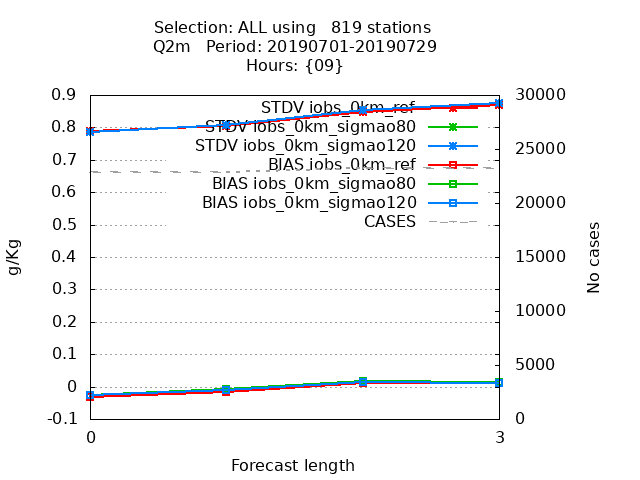 Selection: ALL using   819 stations
Q2m   Period: 20190701-20190729
Hours: {09}
0.9
0.8
0.7
0.6
0.5
0.4
0.3
0.2
0.1
0
-0.1
g/Kg
STDV iobs_0km_ref
STDV iobs_0km_sigmao80
STDV iobs_0km_sigmao120
BIAS iobs_0km_ref
BIAS iobs_0km_sigmao80
BIAS iobs_0km_sigmao120
CASES
30000
25000
20000
15000
10000
5000
0
No cases
0
3
Forecast length